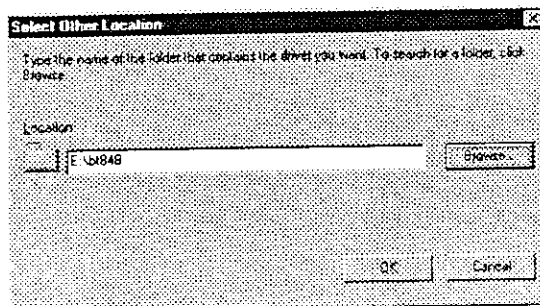 Select Other Location
Type the name of the folder that contains the driver you want. To search for a folder, click
Browse.
Location
E:\bt848
Browse...
OK
Cancel